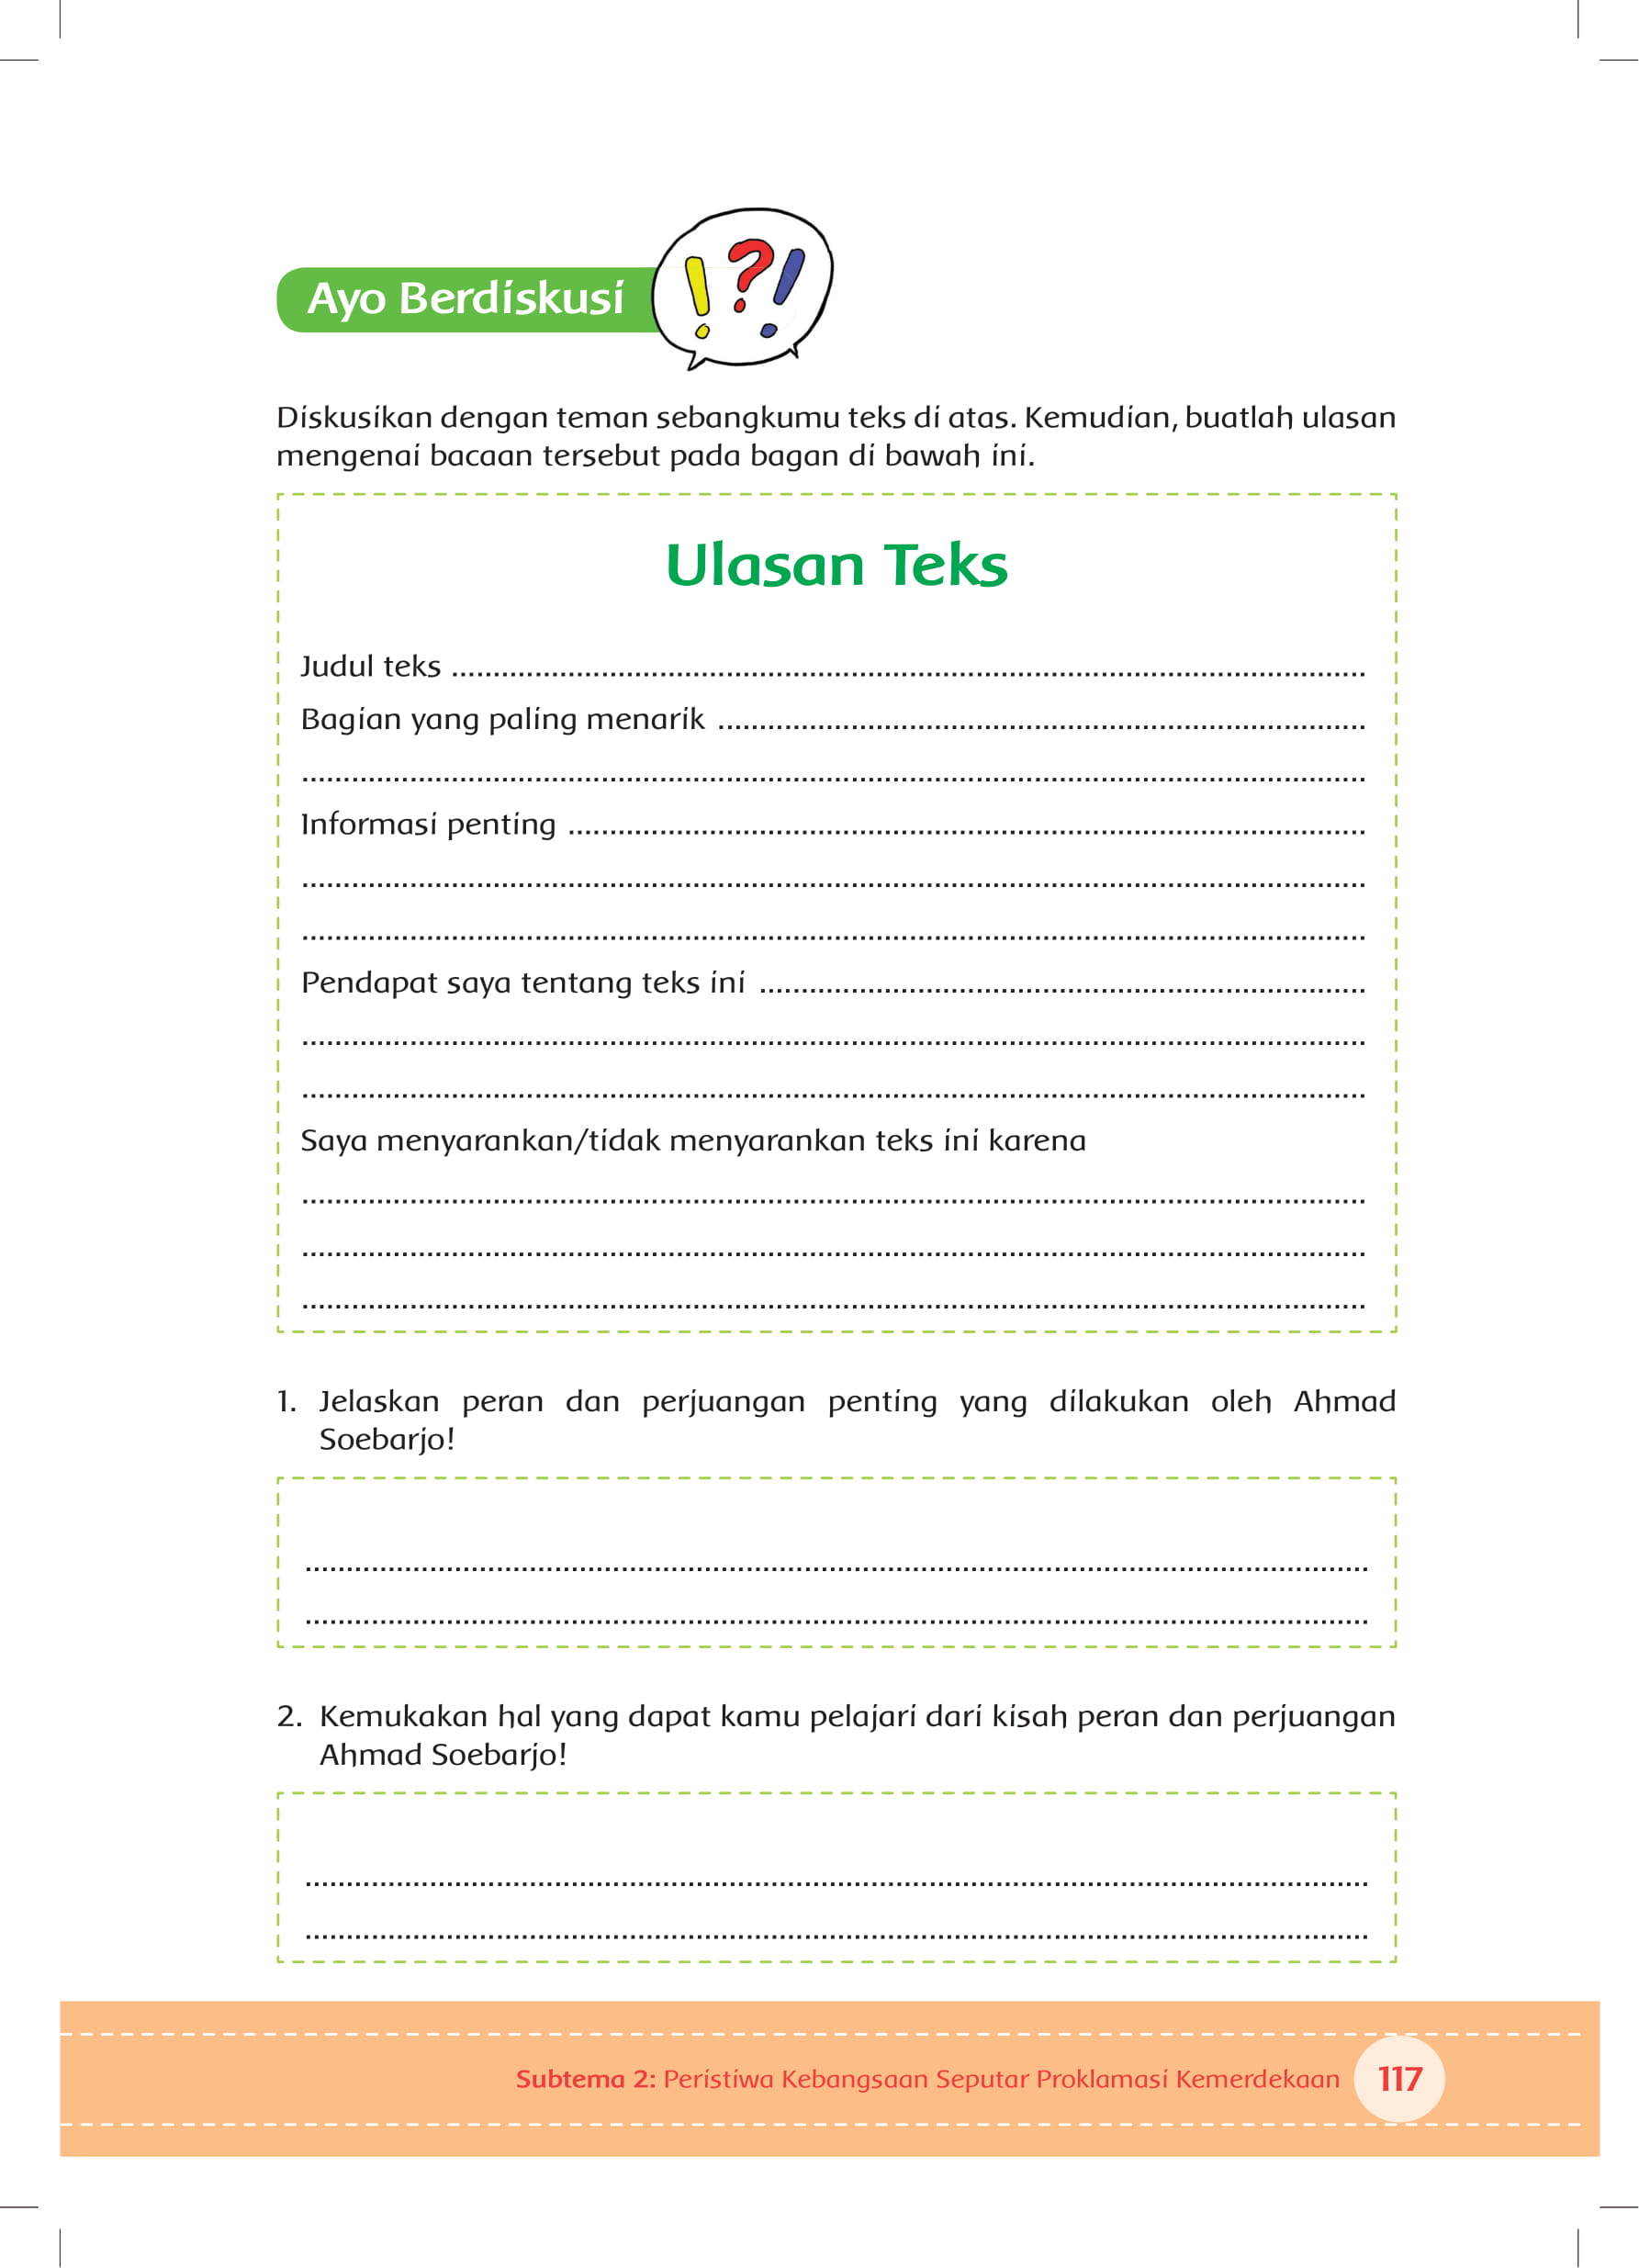 Ayo Berdiskusi
Diskusikan dengan teman sebangkumu teks di atas. Kemudian, buatlah ulasan
mengenai bacaan tersebut pada bagan di bawah ini.
Ulasan Teks
Judul teks ....................................................................................................
Bagian yang paling menarik ....................................................................................................
....................................................................................................
Informasi penting ....................................................................................................
....................................................................................................
....................................................................................................
Pendapat saya tentang teks ini ....................................................................................................
....................................................................................................
....................................................................................................
Saya menyarankan/tidak menyarankan teks ini karena
....................................................................................................
....................................................................................................
....................................................................................................
1. Jelaskan peran dan perjuangan penting yang dilakukan oleh Ahmad
Soebarjo!
....................................................................................................
....................................................................................................
2. Kemukakan hal yang dapat kamu pelajari dari kisah peran dan perjuangan
Ahmad Soebarjo!
....................................................................................................
....................................................................................................
Subtema 2: Peristiwa Kebangsaan Seputar Proklamasi Kemerdekaan 117